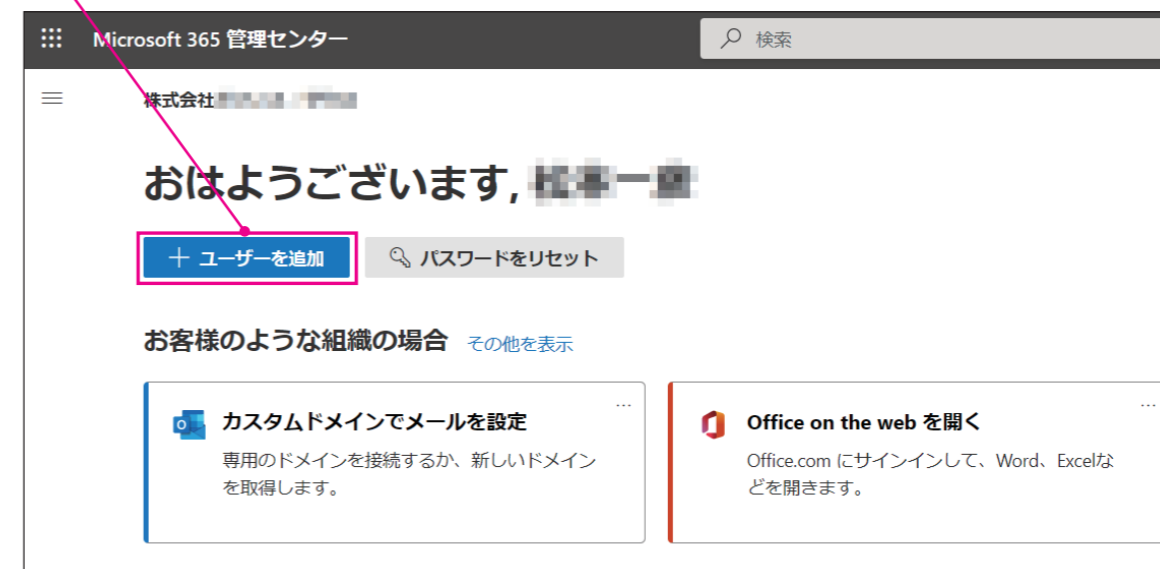 Microsoft 365 管理センター
検索
株式会社
おはようございます,
＋ ユーザーを追加
パスワードをリセット
お客様のような組織の場合 その他を表示
カスタムドメインでメールを設定
専用のドメインを接続するか、新しいドメイン
を取得します。
Office on the web を開く
Office.com にサインインして、Word、Excelな
どを開きます。